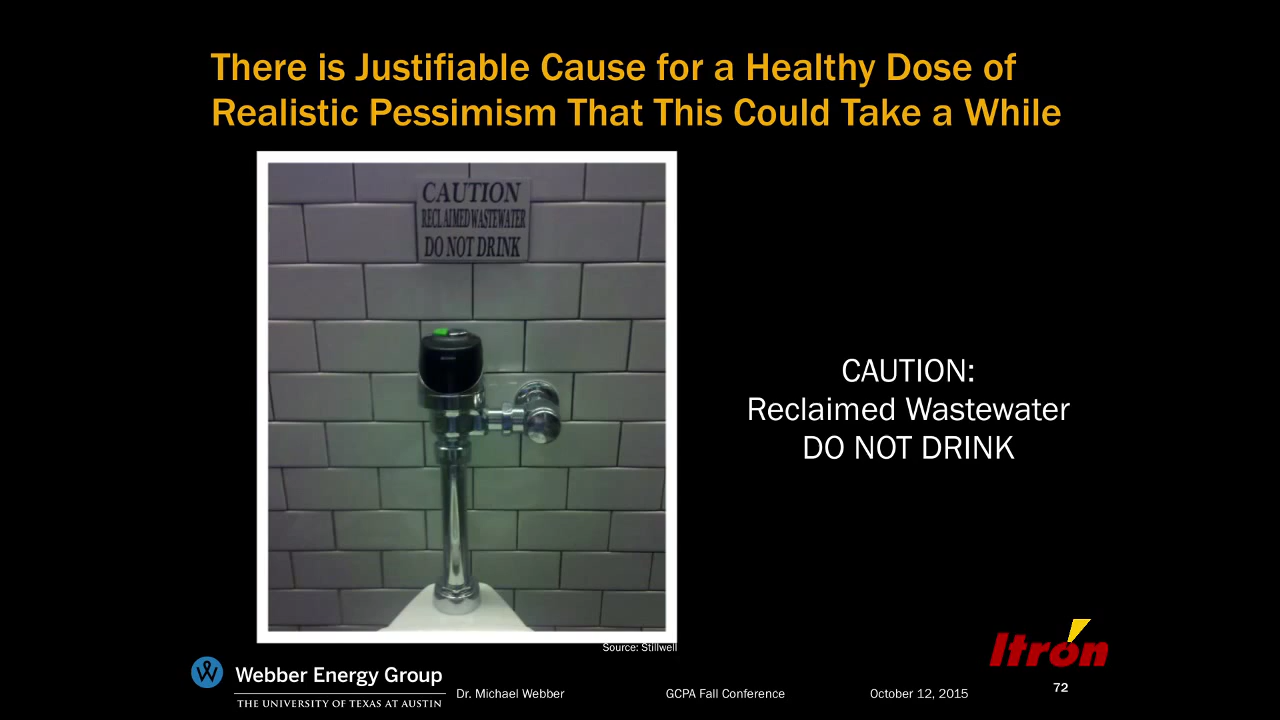 There is Justifiable Cause for a Healthy Dose of
Realistic Pessimism That This Could Take a While
CAUTION
RECLAIMED WASTEWATER
DO NOT DRINK
CAUTION:
Reclaimed Wastewater
DO NOT DRINK
Source: Stillwell
Itron
W Webber Energy Group
THE UNIVERSITY OF TEXAS AT AUSTIN
Dr. Michael Webber GCPA Fall Conference October 12, 2015 72